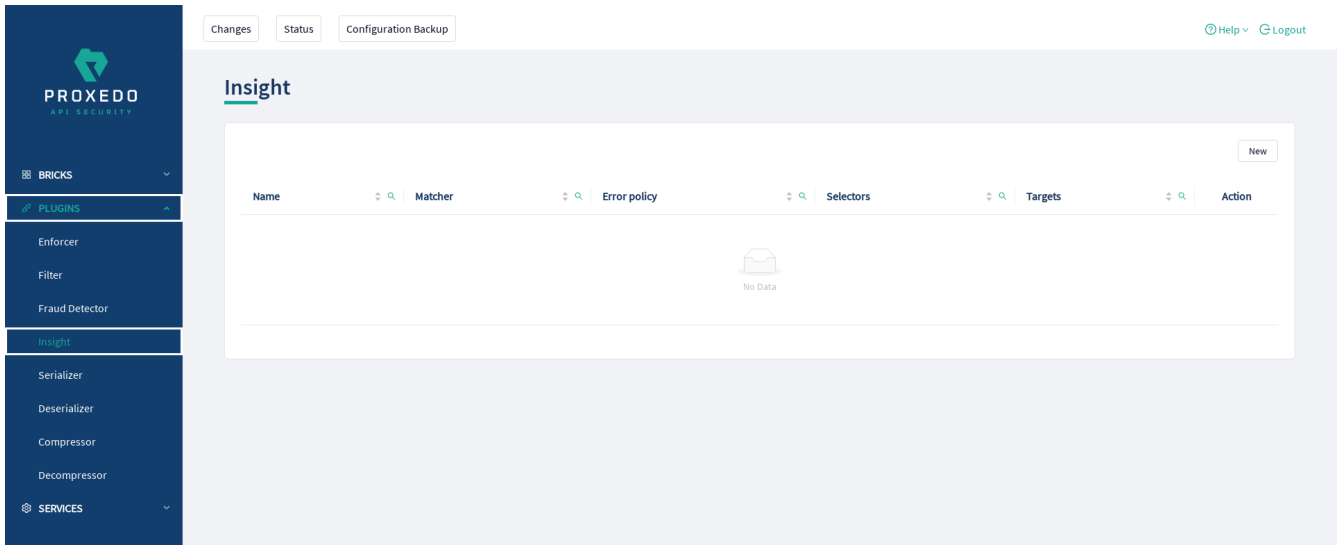 Changes Status Configuration Backup Help Logout
PROXEDO
API SECURITY
BRICKS
PLUGINS
Enforcer
Filter
Fraud Detector
Insight
Serializer
Deserializer
Compressor
Decompressor
SERVICES
Insight
New
Name Matcher Error policy Selectors Targets Action
No Data